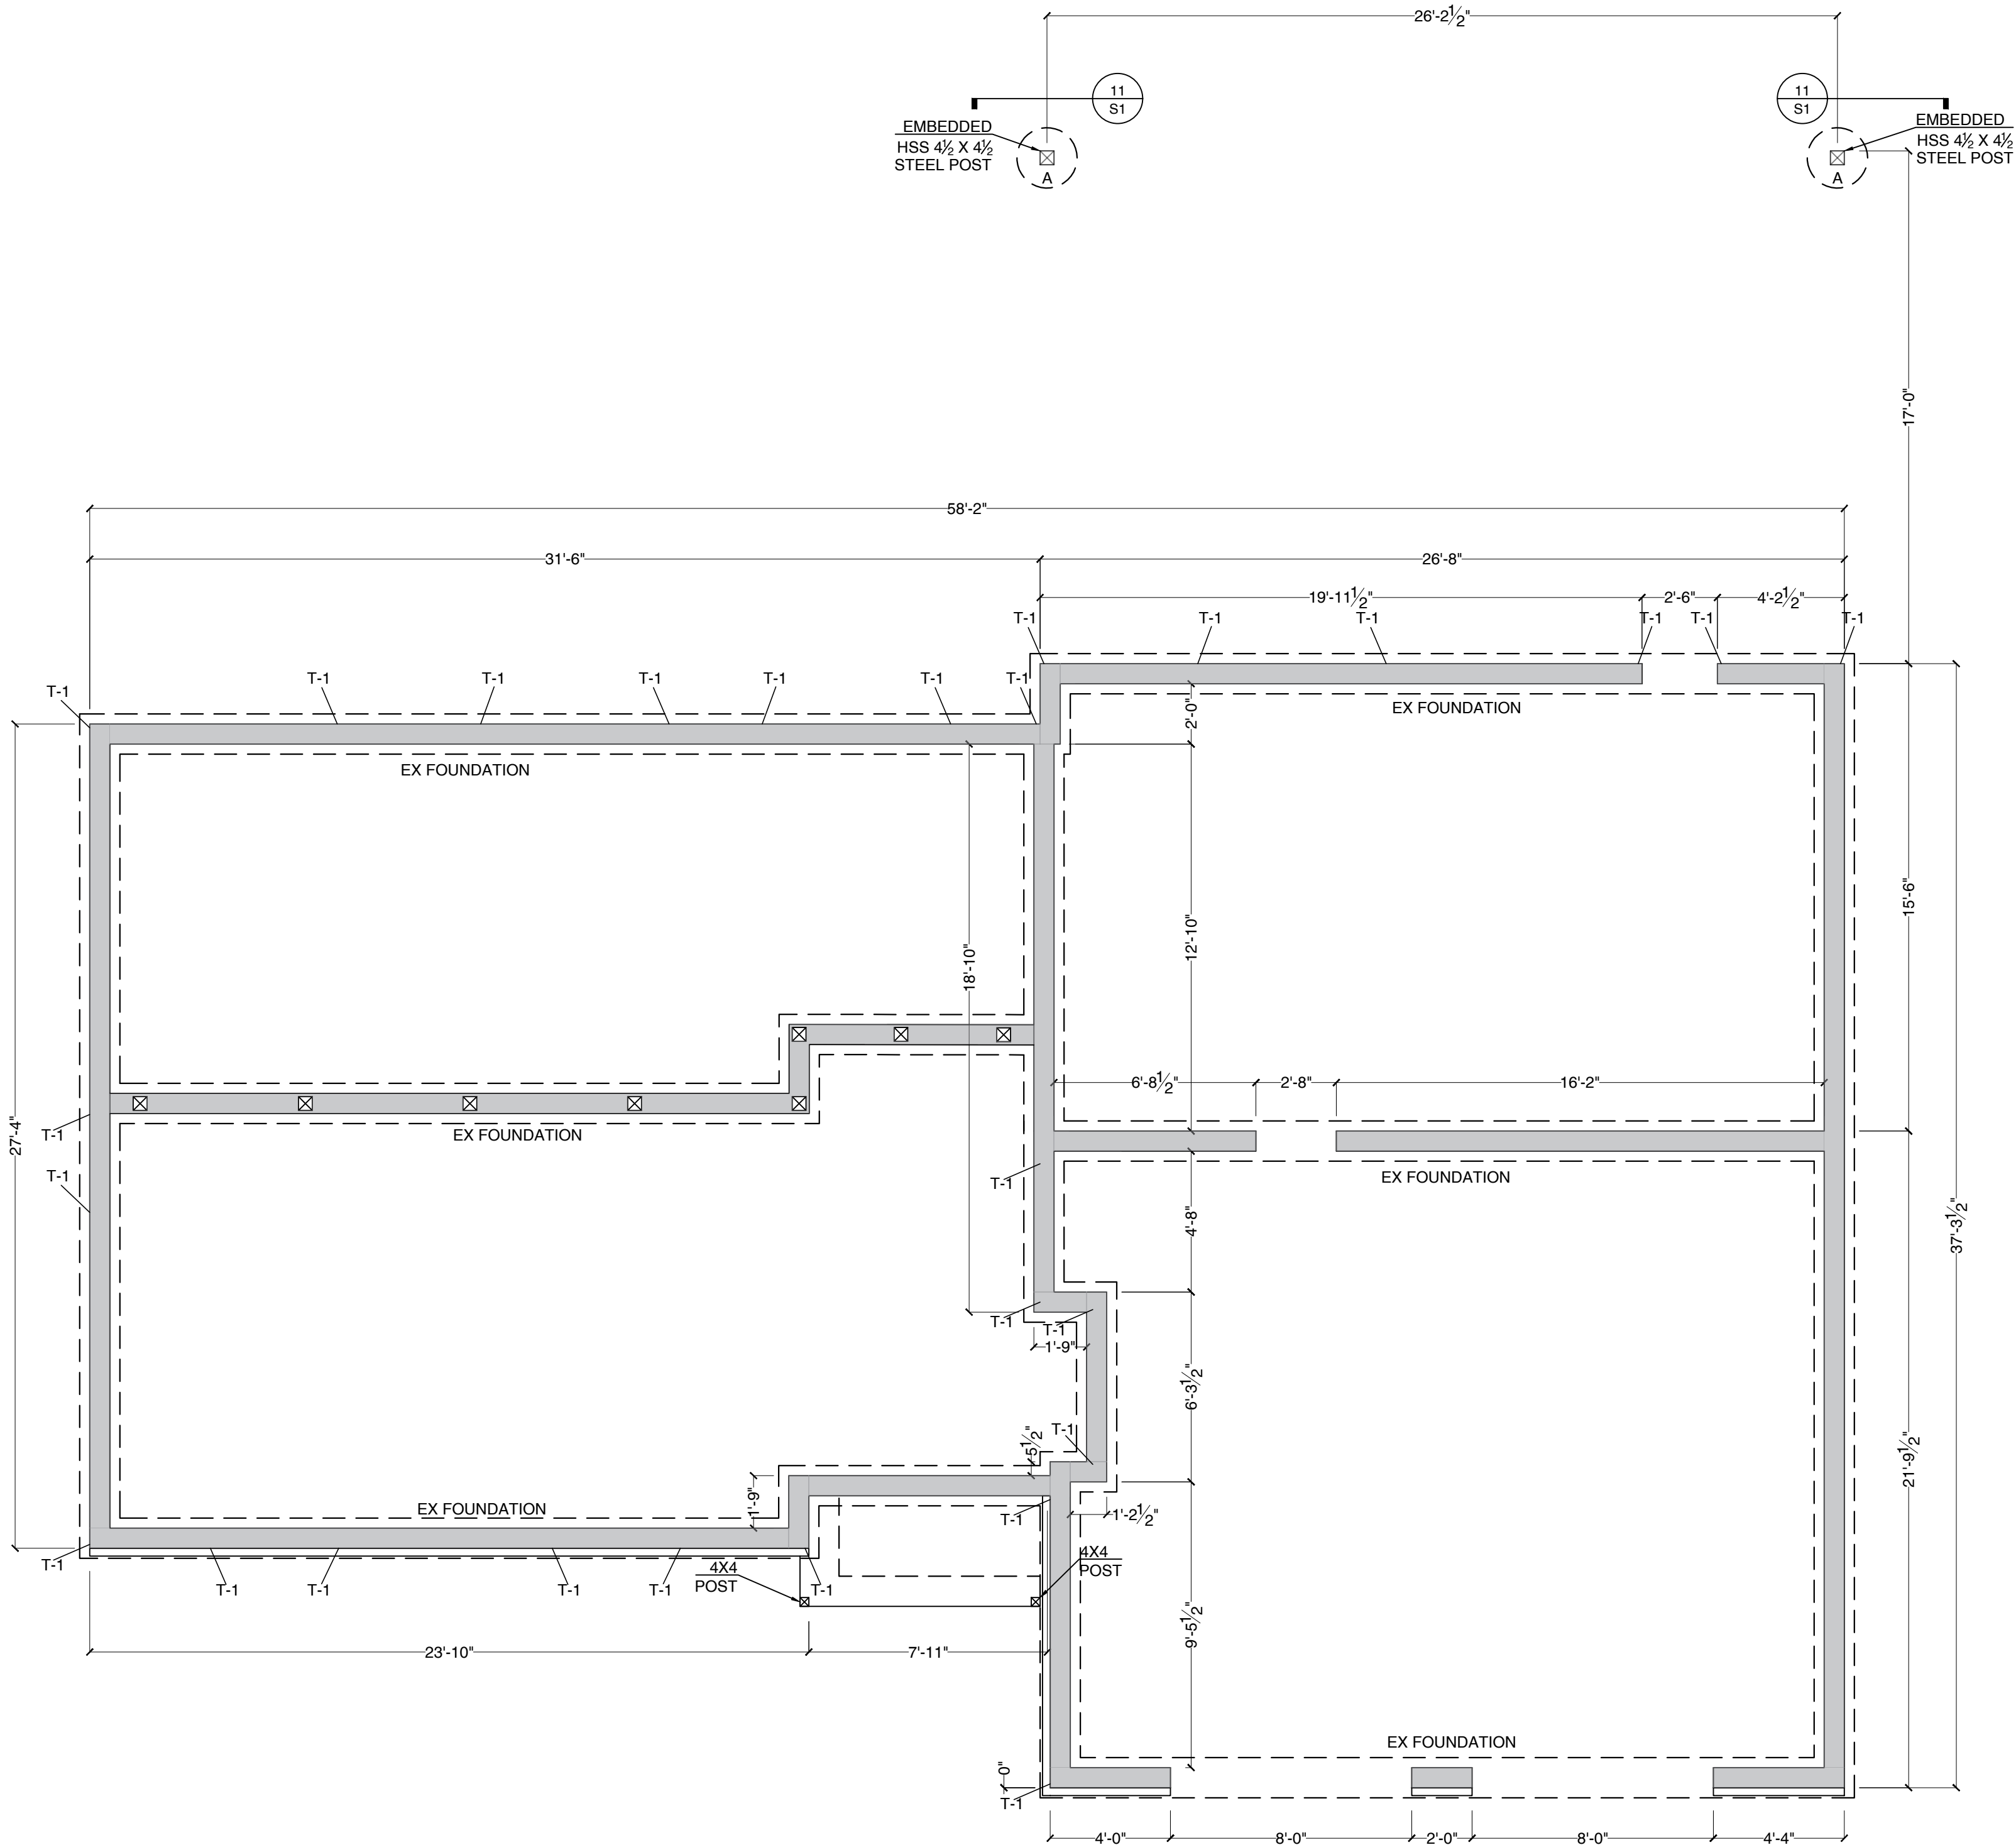 26'-2½"
11
S1
11
S1
EMBEDDED
HSS 4½ X 4½
STEEL POST
A
EMBEDDED
HSS 4½ X 4½
STEEL POST
A
17'-0"
58'-2"
31'-6"
26'-8"
19'-11½"
2'-6"
4'-2½"
T-1
T-1
T-1
T-1
T-1
T-1
T-1
T-1
T-1
T-1
T-1
T-1
T-1
2'-0"
EX FOUNDATION
EX FOUNDATION
15'-6"
12'-10"
18'-10"
6'-8½"
2'-8"
16'-2"
27'-4"
T-1
EX FOUNDATION
T-1
T-1
EX FOUNDATION
4'-8"
37'-3½"
T-1
T-1
1'-9"
6'-3½"
T-1
5½"
21'-9½"
1'-9"
EX FOUNDATION
T-1
1'-2½"
T-1
4X4
POST
4X4
POST
T-1
T-1
T-1
T-1
T-1
9'-5½"
23'-10"
7'-11"
EX FOUNDATION
0"
T-1
4'-0"
8'-0"
2'-0"
8'-0"
4'-4"